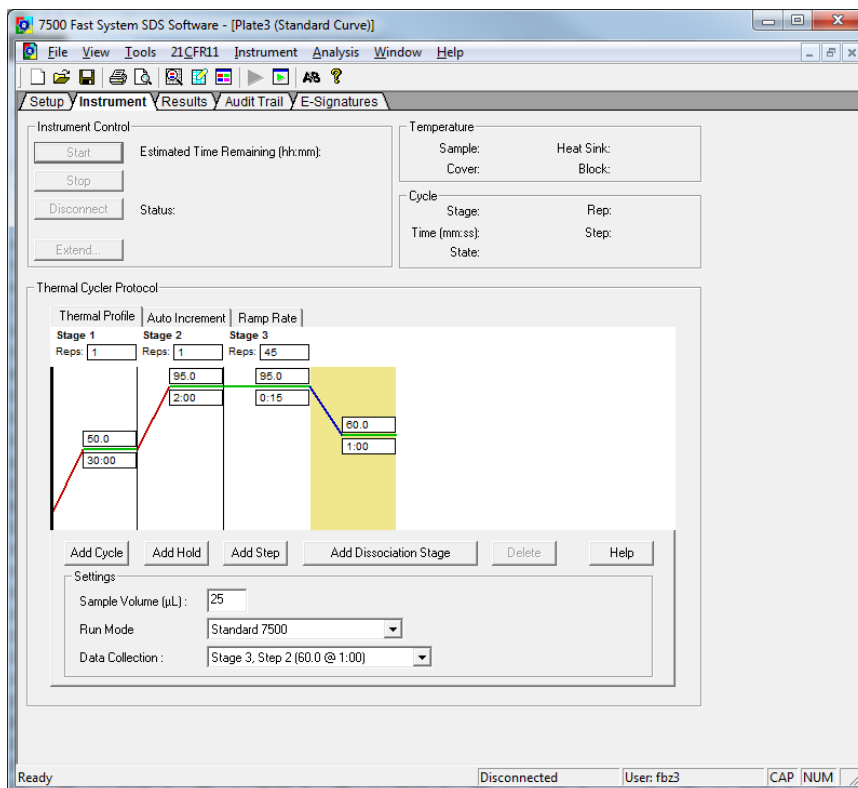 7500 Fast System SDS Software - [Plate3 (Standard Curve)]
File View Tools 21CFR11 Instrument Analysis Window Help
Setup Instrument Results Audit Trail E-Signatures
Instrument Control
Start Estimated Time Remaining (hh:mm):
Stop
Disconnect Status:
Extend...
Temperature
Sample: Heat Sink:
Cover: Block:
Cycle
Stage: Rep:
Time (mm:ss): Step:
State:
Thermal Cycler Protocol
Thermal Profile Auto Increment Ramp Rate
Stage 1 Stage 2 Stage 3
Reps: 1 Reps: 1 Reps: 45
95.0 95.0
2:00 0:15
60.0
50.0 1:00
30:00
Add Cycle Add Hold Add Step Add Dissociation Stage Delete Help
Settings
Sample Volume (µL) : 25
Run Mode Standard 7500
Data Collection : Stage 3, Step 2 (60.0 @ 1:00)
Ready Disconnected User: fbz3 CAP NUM